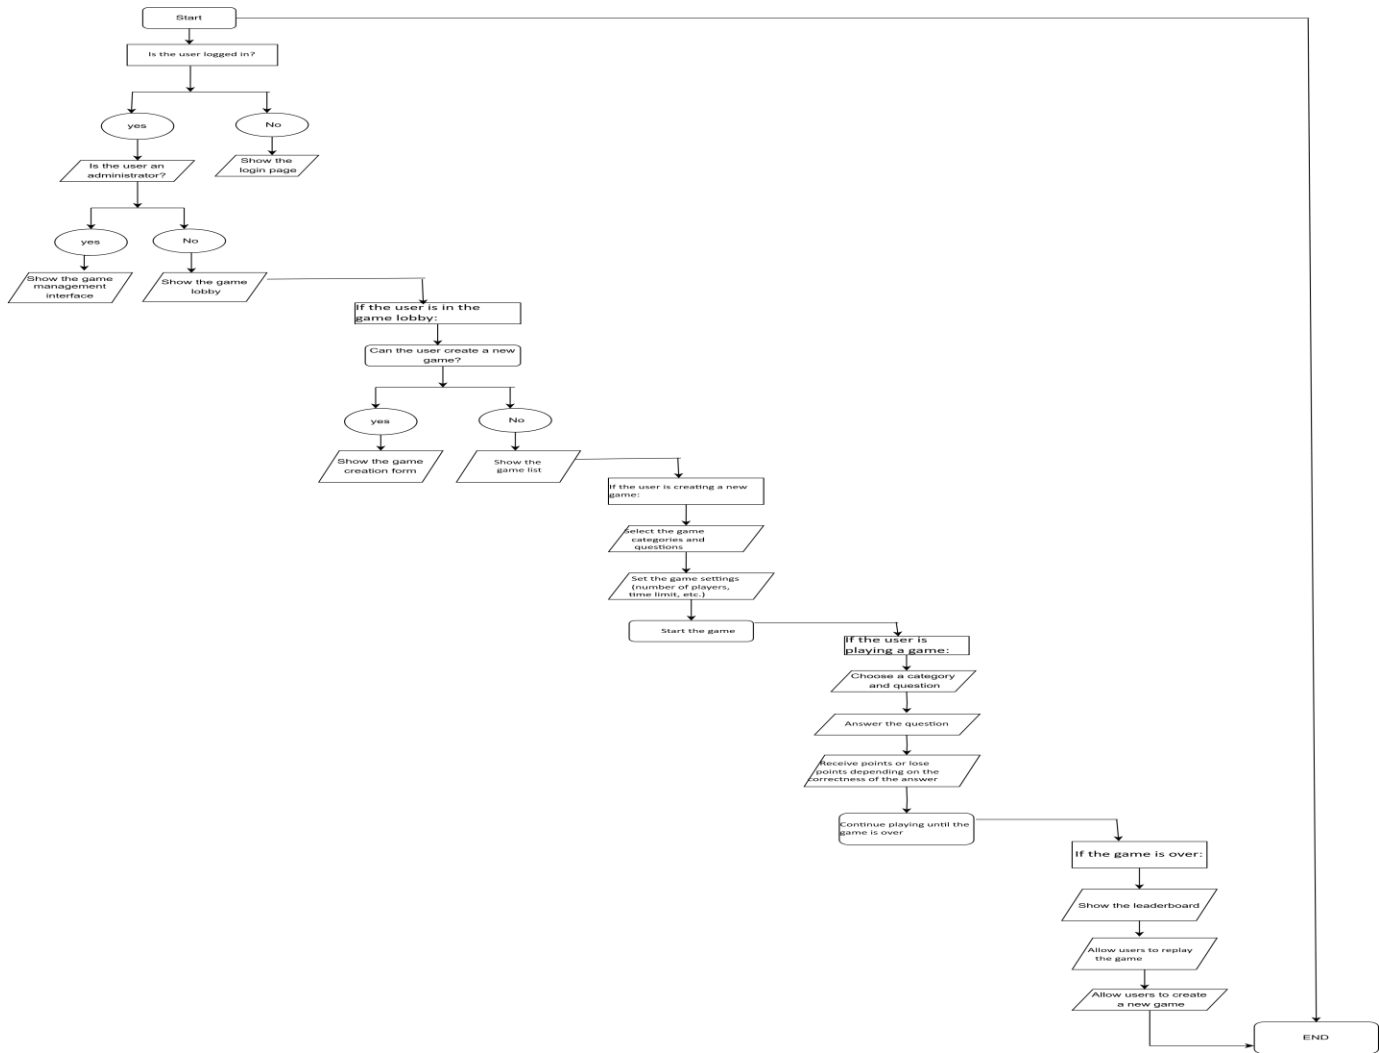 Start
Is the user logged in?
yes
No
Is the user an
administrator?
Show the
login page
yes
No
Show the game
management
interface
Show the game
lobby
If the user is in the
game lobby:
Can the user create a new
game?
yes
No
Show the game
creation form
Show the
game list
If the user is creating a new
game:
Select the game
categories and
questions
Set the game settings
(number of players,
time limit, etc.)
Start the game
If the user is
playing a game:
Choose a category
and question
Answer the question
Receive points or lose
points depending on the
correctness of the answer
Continue playing until the
game is over
If the game is over:
Show the leaderboard
Allow users to replay
the game
Allow users to create
a new game
END